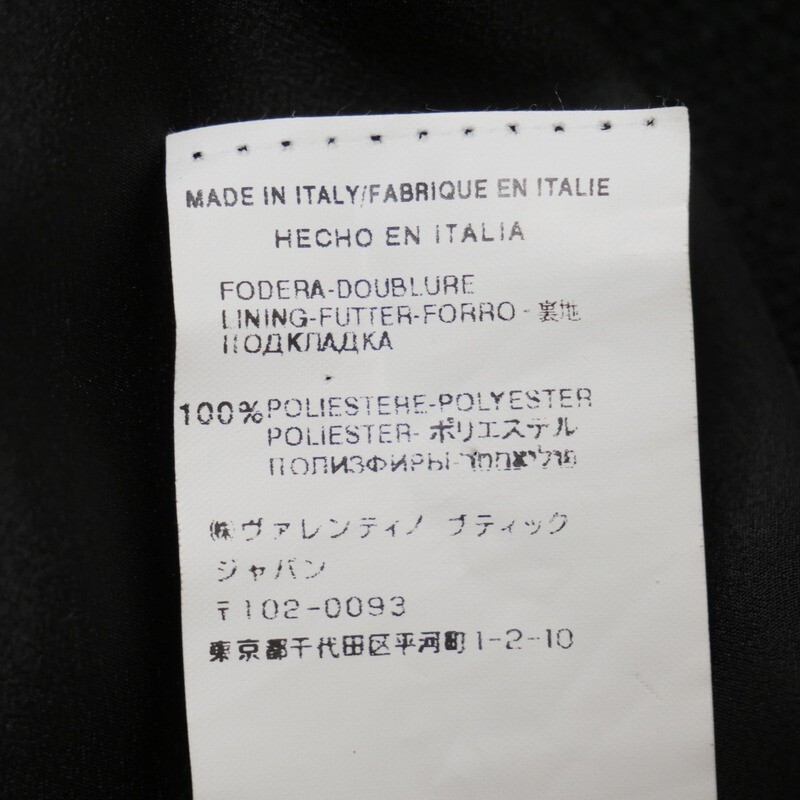 MADE IN ITALY/FABRIQUE EN ITALIE
HECHO EN ITALIA
FODERA-DOUBLURE
LINING-FUTTER-FORRO-裏地
ПОДКЛАДКА
100% POLIESTERE-POLYESTER
POLIESTER-ポリエステル
ПОЛИЗФИРЫ-
㈱ヴァレンティノ ブティック
ジャパン
〒102-0093
東京都千代田区平河町1-2-10